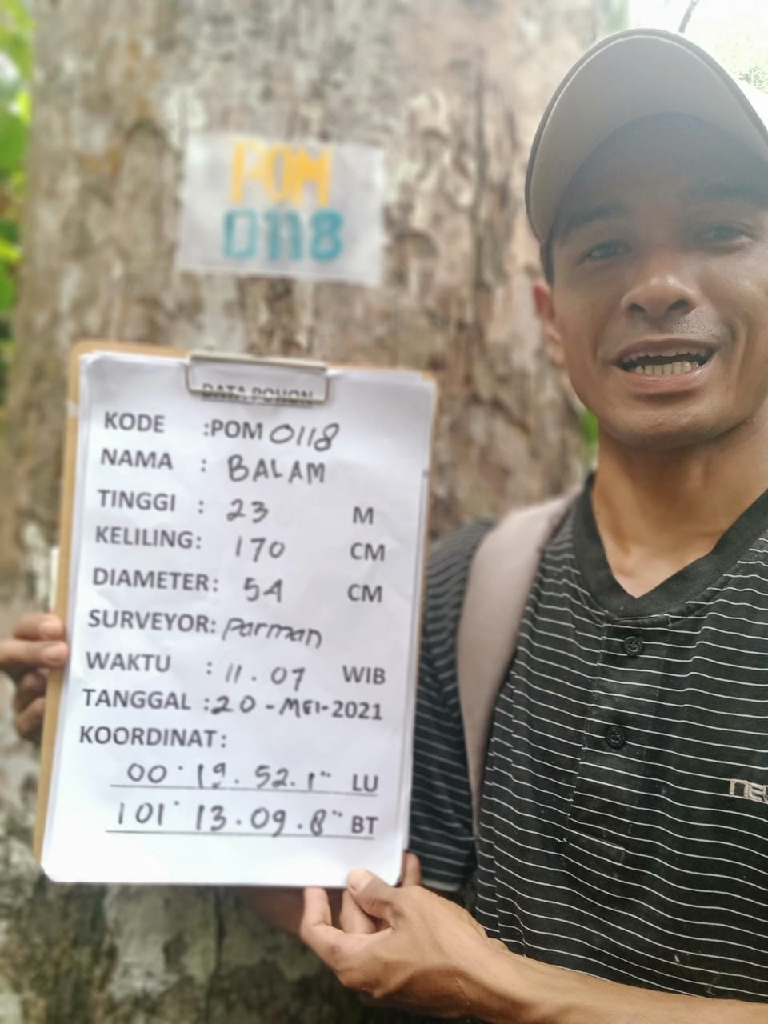 POM
0118
DATA POHON
KODE :POM 0118
NAMA : BALAM
TINGGI : 23 M
KELILING: 170 CM
DIAMETER: 54 CM
SURVEYOR: Parman
WAKTU : 11.07 WIB
TANGGAL :20-MEI-2021
KOORDINAT:
00° 19. 52. 1" LU
101° 13. 09. 8" BT